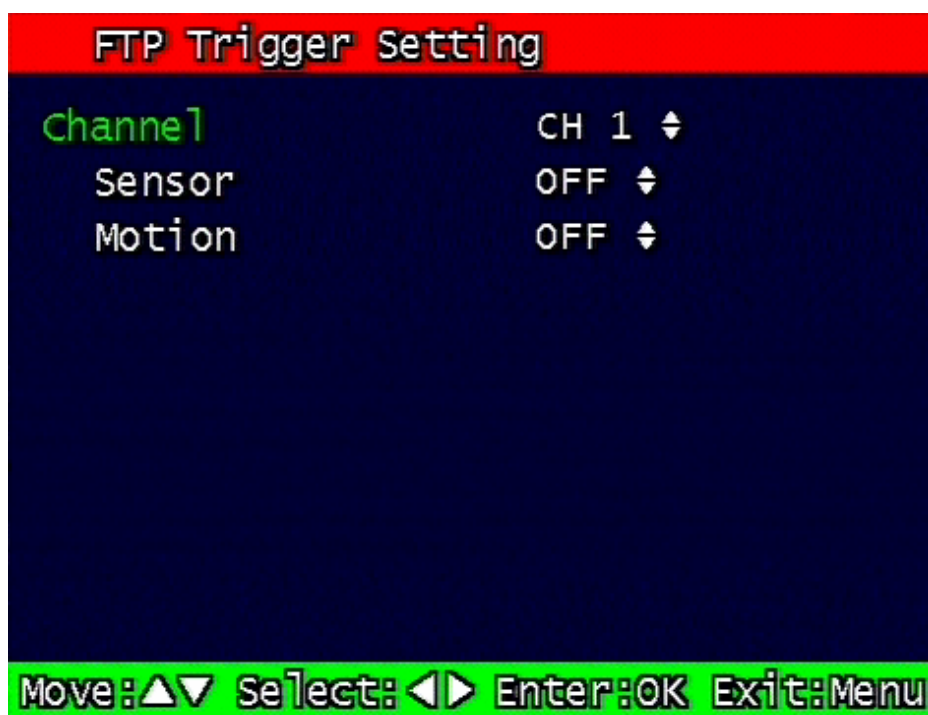 FTP Trigger Setting
Channel CH 1
Sensor OFF
Motion OFF
Move:△▽ Select:◁▷ Enter:OK Exit:Menu